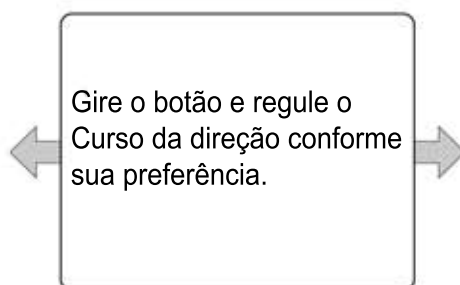 Gire o botão e regule o
Curso da direção conforme
sua preferência.